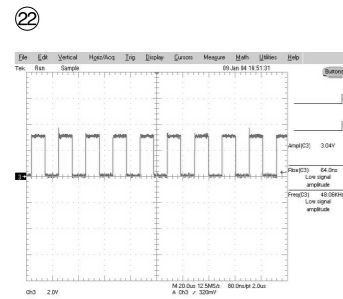 22
File Edit Vertical Horiz/Acq Trig Display Cursors Measure Math Utilities Help
Tek Run Sample 09 Jan 04 16:51:31
Buttons
Ampl(C3) 3.04V
Rise(C3) 84.0ns
Low signal
amplitude
Freq(C3) 48.06KHz
Low signal
amplitude
3
M 20.0us 12.5MS/s 80.0ns/pt 2.0us
Ch3 2.0V A Ch3 320mV